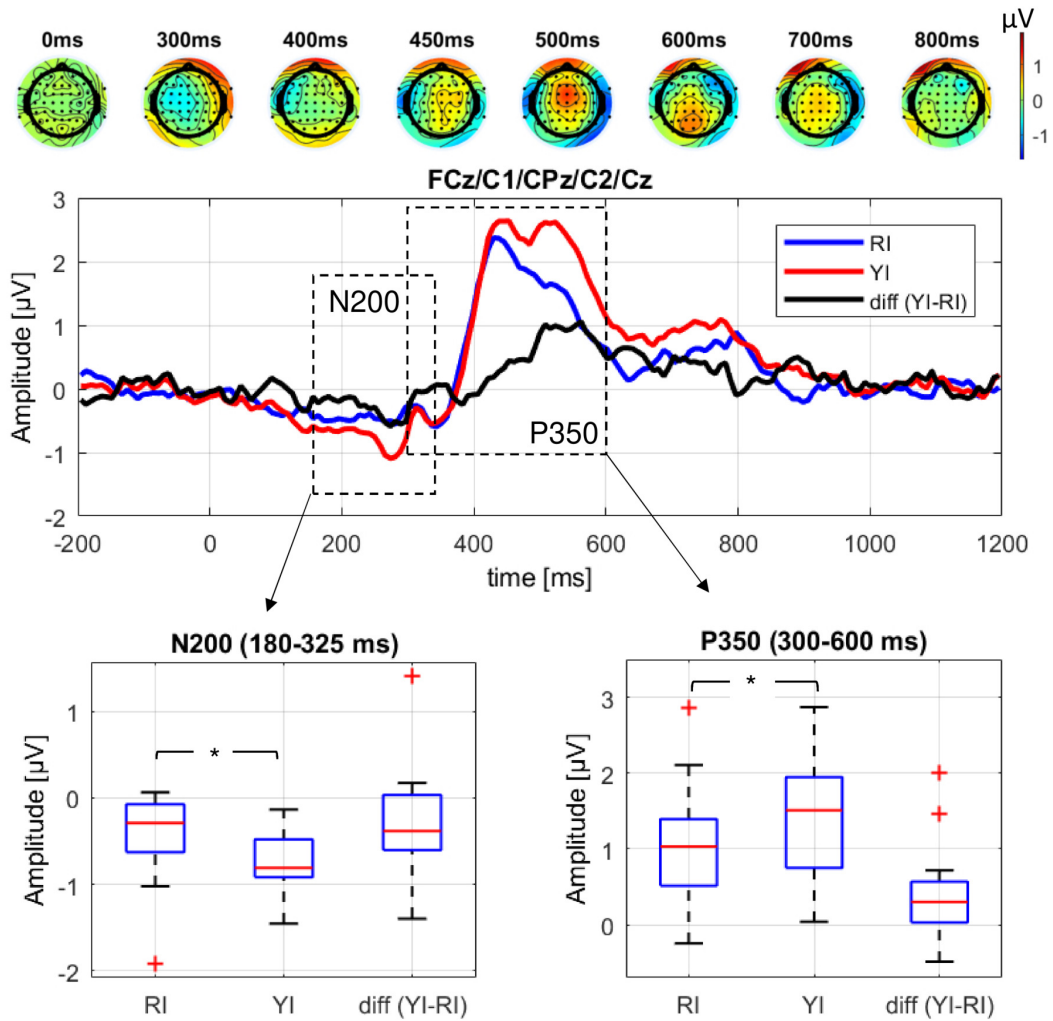 µV
0ms 300ms 400ms 450ms 500ms 600ms 700ms 800ms
1
0
-1
FCz/C1/CPz/C2/Cz
3
2
1
0
-1
-2
Amplitude [µV]
N200
P350
RI
YI
diff (YI-RI)
-200 0 200 400 600 800 1000 1200
time [ms]
N200 (180-325 ms)
1
0
-1
-2
Amplitude [µV]
*
RI YI diff (YI-RI)
P350 (300-600 ms)
3
2
1
0
Amplitude [µV]
*
RI YI diff (YI-RI)